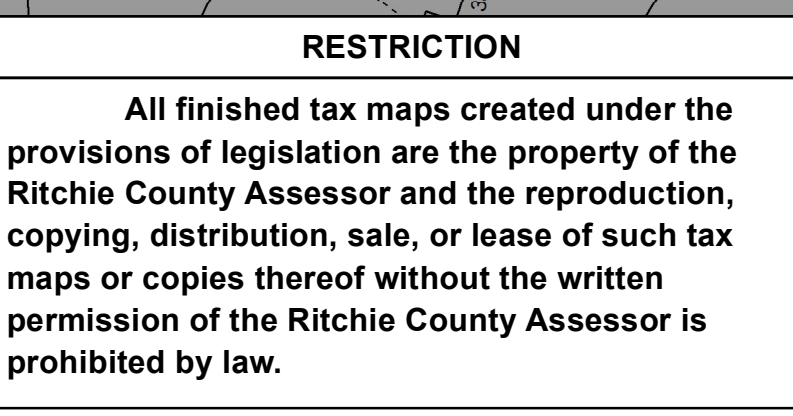 RESTRICTION
All finished tax maps created under the
provisions of legislation are the property of the
Ritchie County Assessor and the reproduction,
copying, distribution, sale, or lease of such tax
maps or copies thereof without the written
permission of the Ritchie County Assessor is
prohibited by law.